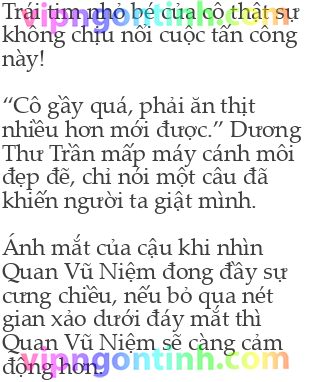 Trái tim nhỏ bé của cô thật sự
không chịu nổi cuộc tấn công
này!
“Cô gầy quá, phải ăn thịt
nhiều hơn mới được.” Dương
Thư Trần mấp máy cánh môi
đẹp đẽ, chỉ nói một câu đã
khiến người ta giật mình.
Ánh mắt của cậu khi nhìn
Quan Vũ Niệm đong đầy sự
cưng chiều, nếu bỏ qua nét
gian xảo dưới đáy mắt thì
Quan Vũ Niệm sẽ càng cảm
động hơn.
vipngontinh.com
vipngontinh.com